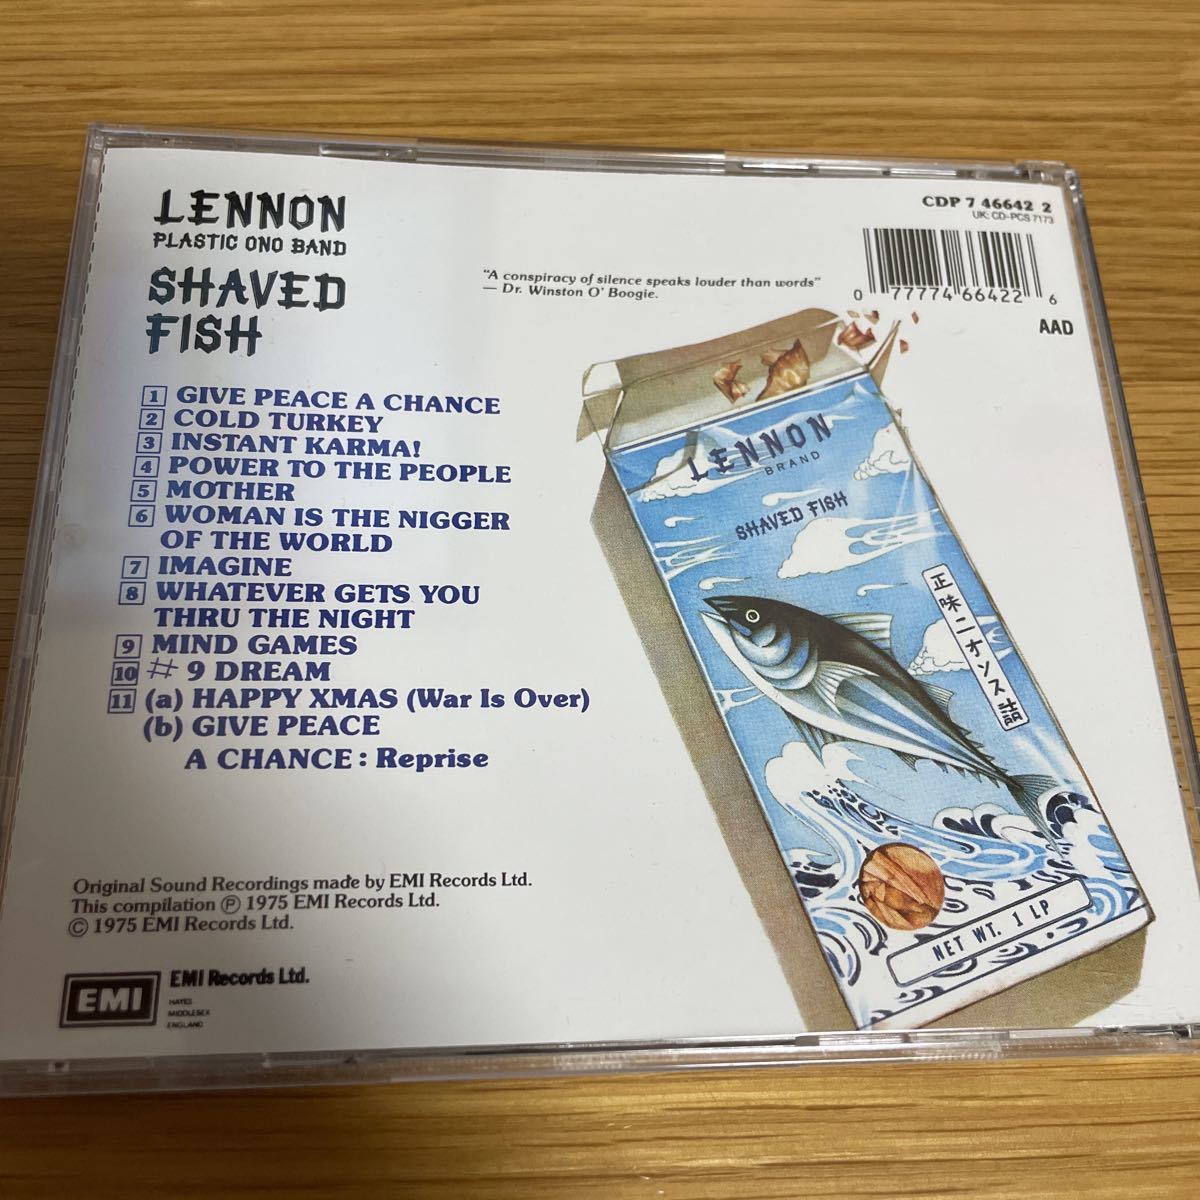 LENNON
PLASTIC ONO BAND
SHAVED
FISH
"A conspiracy of silence speaks louder than words"
— Dr. Winston O' Boogie.
CDP 7 46642 2
UK: CD-PCS 7173
0 77774 66422 6
AAD
1 GIVE PEACE A CHANCE
2 COLD TURKEY
3 INSTANT KARMA!
4 POWER TO THE PEOPLE
5 MOTHER
6 WOMAN IS THE NIGGER
OF THE WORLD
7 IMAGINE
8 WHATEVER GETS YOU
THRU THE NIGHT
9 MIND GAMES
10 # 9 DREAM
11 (a) HAPPY XMAS (War Is Over)
(b) GIVE PEACE
A CHANCE : Reprise
LENNON
BRAND
SHAVED FISH
正味二オンス詰
NET WT. 1 LP
Original Sound Recordings made by EMI Records Ltd.
This compilation ℗ 1975 EMI Records Ltd.
© 1975 EMI Records Ltd.
EMI
EMI Records Ltd.
HAYES
MIDDLESEX
ENGLAND